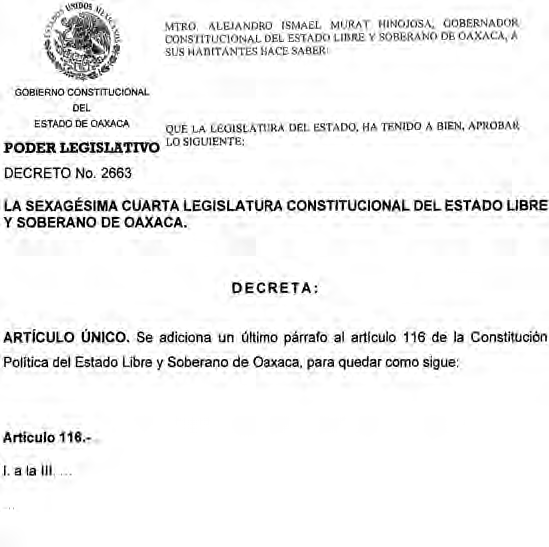 ESTADOS UNIDOS MEXICANOS
MTRO. ALEJANDRO ISMAEL MURAT HINOJOSA, GOBERNADOR
CONSTITUCIONAL DEL ESTADO LIBRE Y SOBERANO DE OAXACA, A
SUS HABITANTES HACE SABER:
GOBIERNO CONSTITUCIONAL
DEL
ESTADO DE OAXACA
QUE LA LEGISLATURA DEL ESTADO, HA TENIDO A BIEN, APROBAR
LO SIGUIENTE:
PODER LEGISLATIVO
DECRETO No. 2663
LA SEXAGÉSIMA CUARTA LEGISLATURA CONSTITUCIONAL DEL ESTADO LIBRE
Y SOBERANO DE OAXACA.
DECRETA:
ARTÍCULO ÚNICO. Se adiciona un último párrafo al artículo 116 de la Constitución
Política del Estado Libre y Soberano de Oaxaca, para quedar como sigue:
Artículo 116.-
I. a la III. ...
...